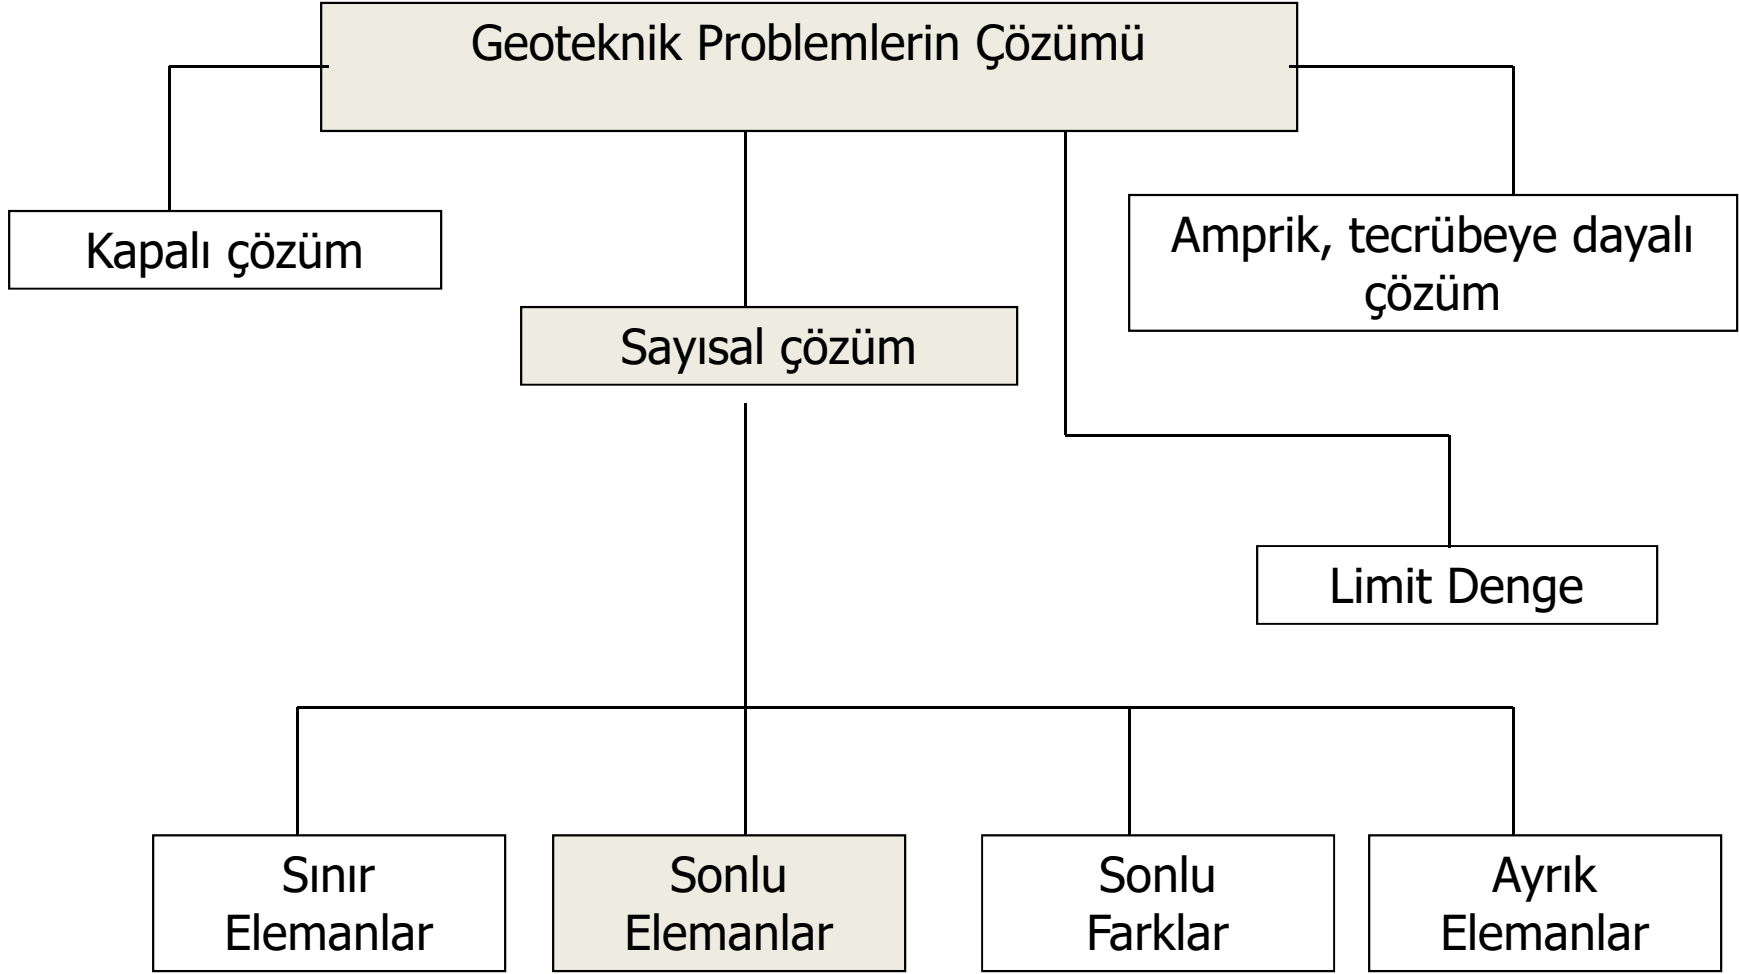 Geoteknik Problemlerin Çözümü
Kapalı çözüm
Amprik, tecrübeye dayalı
çözüm
Sayısal çözüm
Limit Denge
Sınır
Elemanlar
Sonlu
Elemanlar
Sonlu
Farklar
Ayrık
Elemanlar